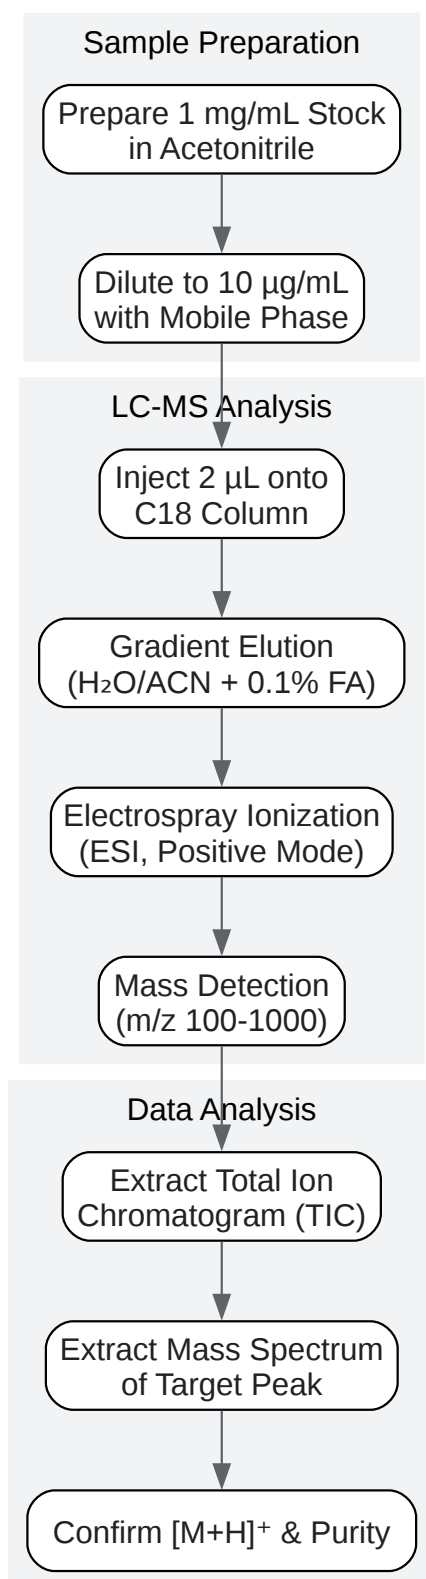 Sample Preparation
Prepare 1 mg/mL Stock
in Acetonitrile
Dilute to 10 µg/mL
with Mobile Phase
LC-MS Analysis
Inject 2 µL onto
C18 Column
Gradient Elution
(H₂O/ACN + 0.1% FA)
Electrospray Ionization
(ESI, Positive Mode)
Mass Detection
(m/z 100-1000)
Data Analysis
Extract Total Ion
Chromatogram (TIC)
Extract Mass Spectrum
of Target Peak
Confirm [M+H]⁺ & Purity